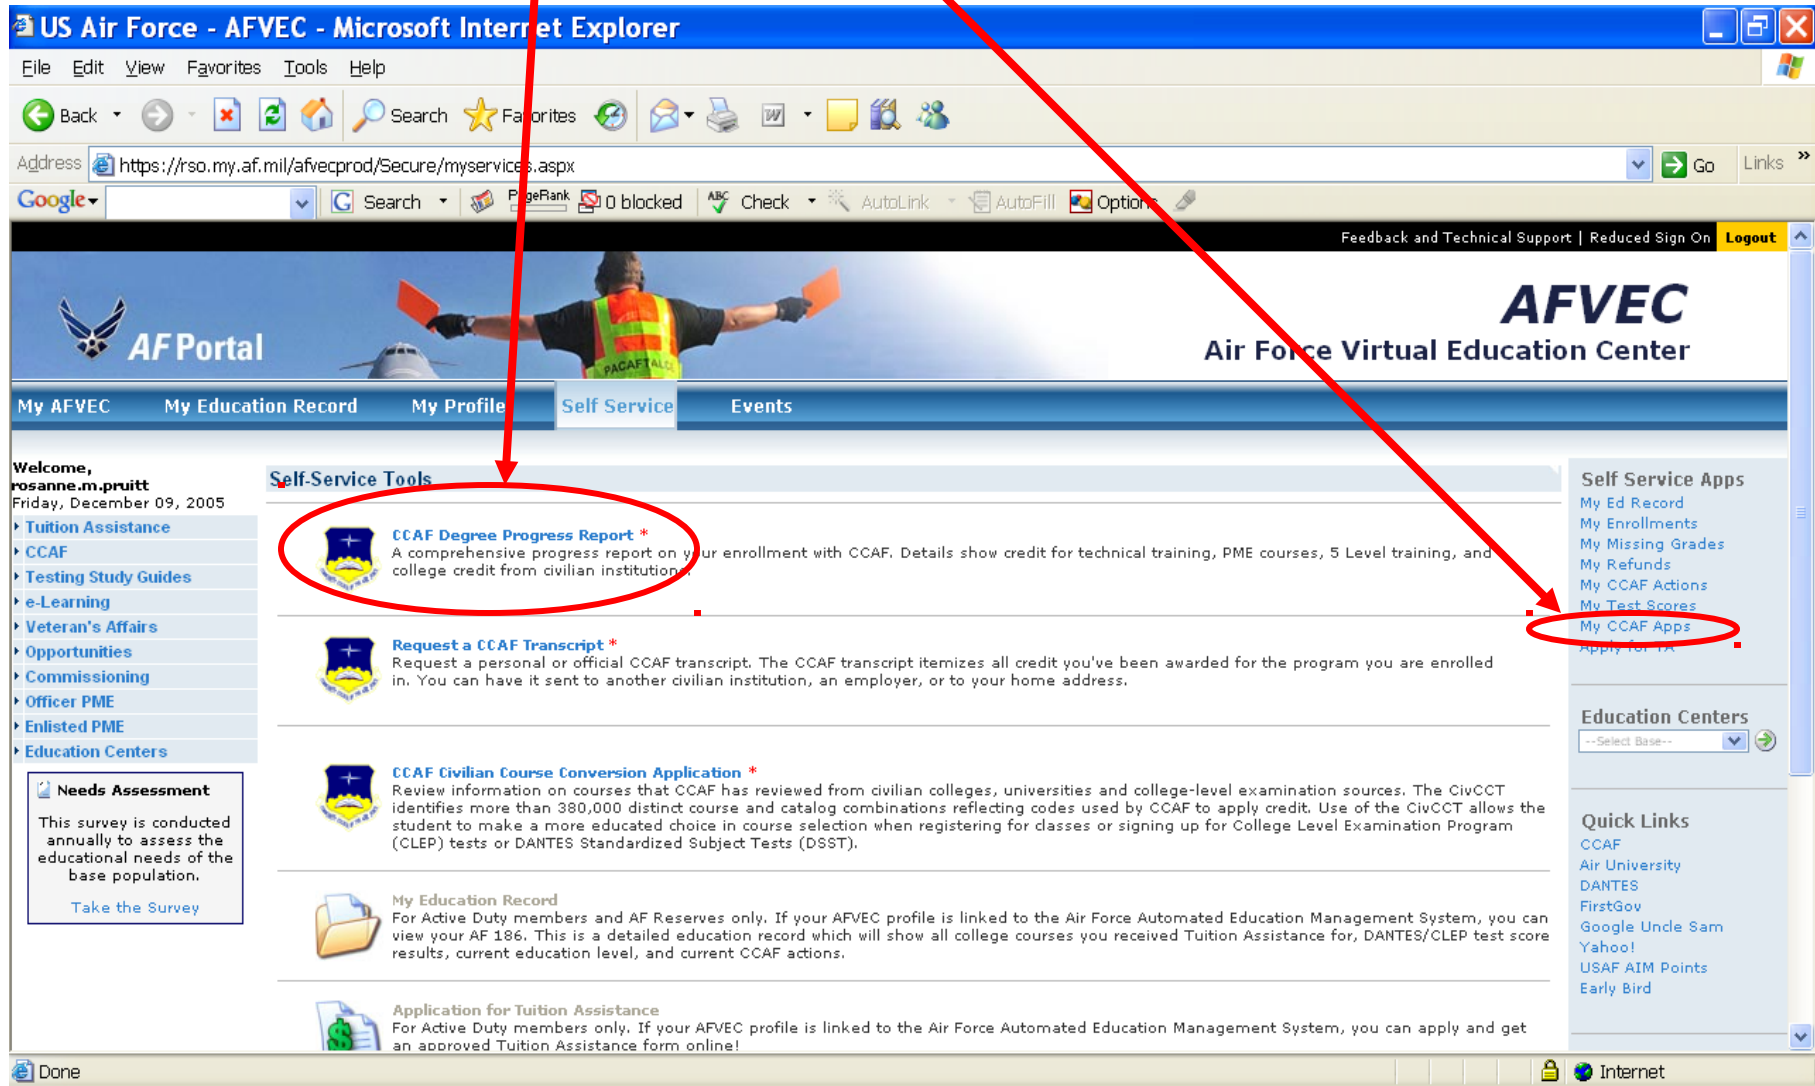 US Air Force - AFVEC - Microsoft Internet Explorer
File Edit View Favorites Tools Help
Back Search Favorites
Address https://rso.my.af.mil/afvecprod/Secure/myservices.aspx Go Links »
Google Search PageRank 0 blocked ABC Check AutoLink AutoFill Options
Feedback and Technical Support | Reduced Sign On Logout
AF Portal
AFVEC
Air Force Virtual Education Center
My AFVEC My Education Record My Profile Self Service Events
Welcome,
rosanne.m.pruitt
Friday, December 09, 2005
Tuition Assistance
CCAF
Testing Study Guides
e-Learning
Veteran's Affairs
Opportunities
Commissioning
Officer PME
Enlisted PME
Education Centers
Needs Assessment
This survey is conducted
annually to assess the
educational needs of the
base population.
Take the Survey
Self-Service Tools
CCAF Degree Progress Report *
A comprehensive progress report on your enrollment with CCAF. Details show credit for technical training, PME courses, 5 Level training, and
college credit from civilian institutions.
Request a CCAF Transcript *
Request a personal or official CCAF transcript. The CCAF transcript itemizes all credit you've been awarded for the program you are enrolled
in. You can have it sent to another civilian institution, an employer, or to your home address.
CCAF Civilian Course Conversion Application *
Review information on courses that CCAF has reviewed from civilian colleges, universities and college-level examination sources. The CivCCT
identifies more than 380,000 distinct course and catalog combinations reflecting codes used by CCAF to apply credit. Use of the CivCCT allows the
student to make a more educated choice in course selection when registering for classes or signing up for College Level Examination Program
(CLEP) tests or DANTES Standardized Subject Tests (DSST).
My Education Record
For Active Duty members and AF Reserves only. If your AFVEC profile is linked to the Air Force Automated Education Management System, you can
view your AF 186. This is a detailed education record which will show all college courses you received Tuition Assistance for, DANTES/CLEP test score
results, current education level, and current CCAF actions.
Application for Tuition Assistance
For Active Duty members only. If your AFVEC profile is linked to the Air Force Automated Education Management System, you can apply and get
an approved Tuition Assistance form online!
Self Service Apps
My Ed Record
My Enrollments
My Missing Grades
My Refunds
My CCAF Actions
My Test Scores
My CCAF Apps
Apply for TA
Education Centers
--Select Base--
Quick Links
CCAF
Air University
DANTES
FirstGov
Google Uncle Sam
Yahoo!
USAF AIM Points
Early Bird
Done Internet